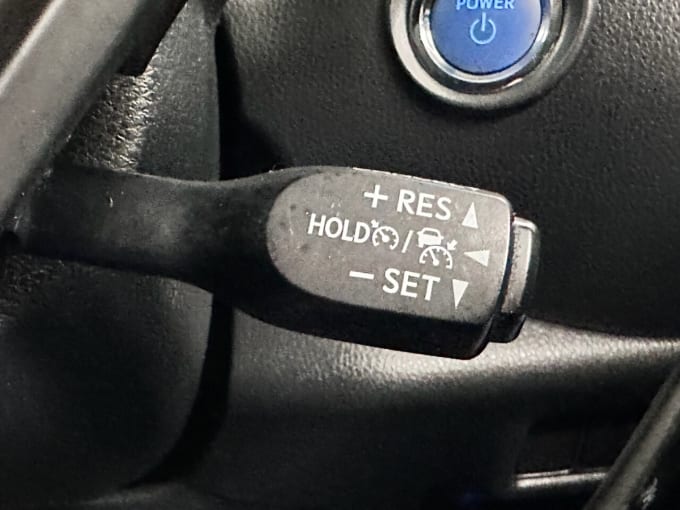 POWER
+ RES
HOLD /
– SET